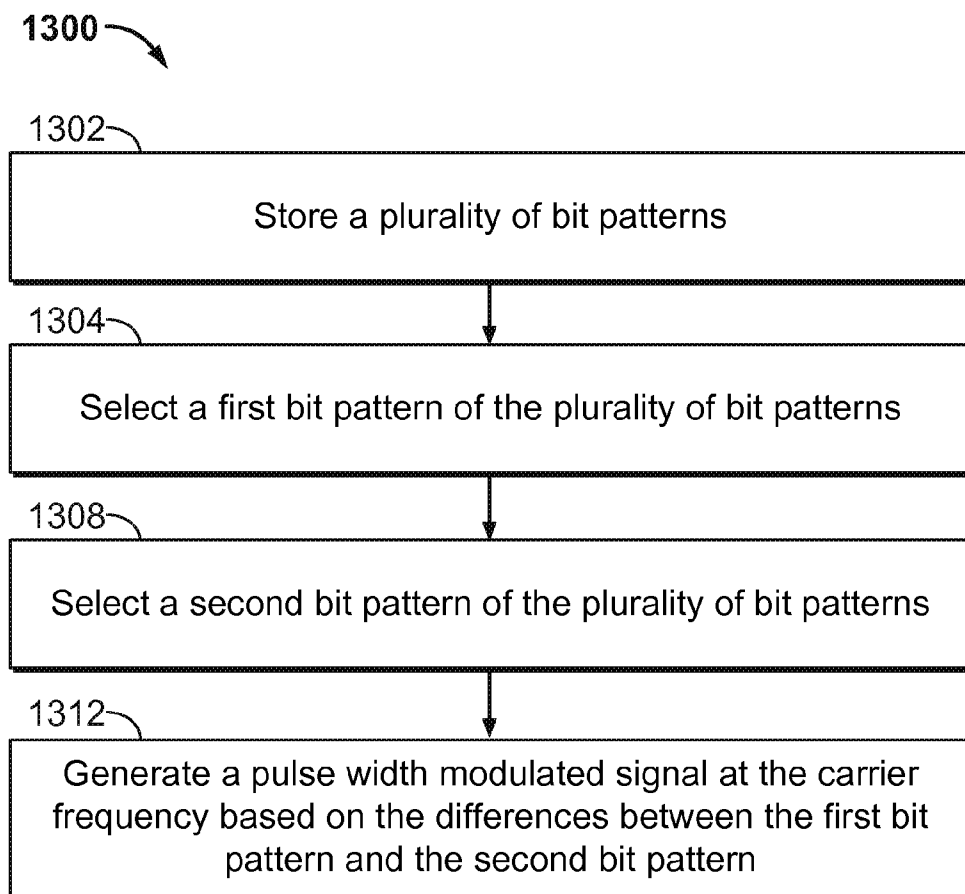 1300
1302
Store a plurality of bit patterns
1304
Select a first bit pattern of the plurality of bit patterns
1308
Select a second bit pattern of the plurality of bit patterns
1312
Generate a pulse width modulated signal at the carrier
frequency based on the differences between the first bit
pattern and the second bit pattern